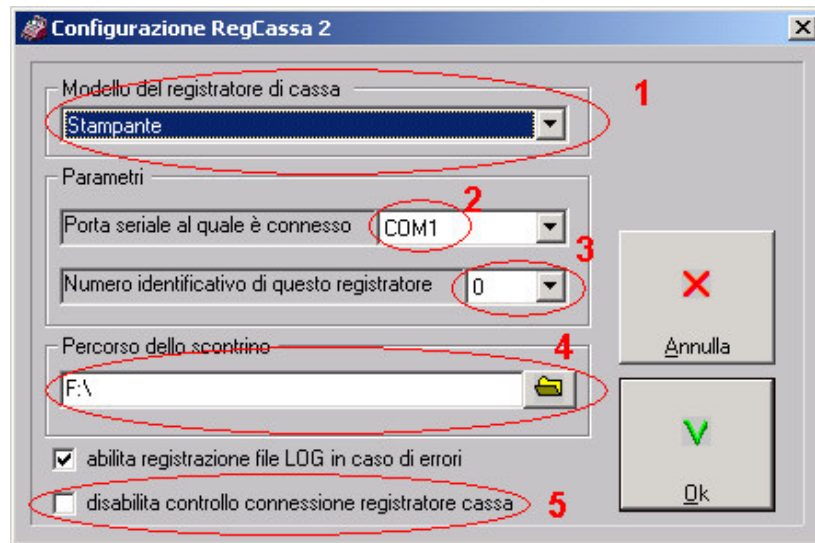 Configurazione RegCassa 2
Modello del registratore di cassa
1
Stampante
Parametri
2
Porta seriale al quale è connesso
COM1
3
Numero identificativo di questo registratore
0
Percorso dello scontrino
4
F:\
abilita registrazione file LOG in caso di errori
disabilita controllo connessione registratore cassa
5
Annulla
Ok